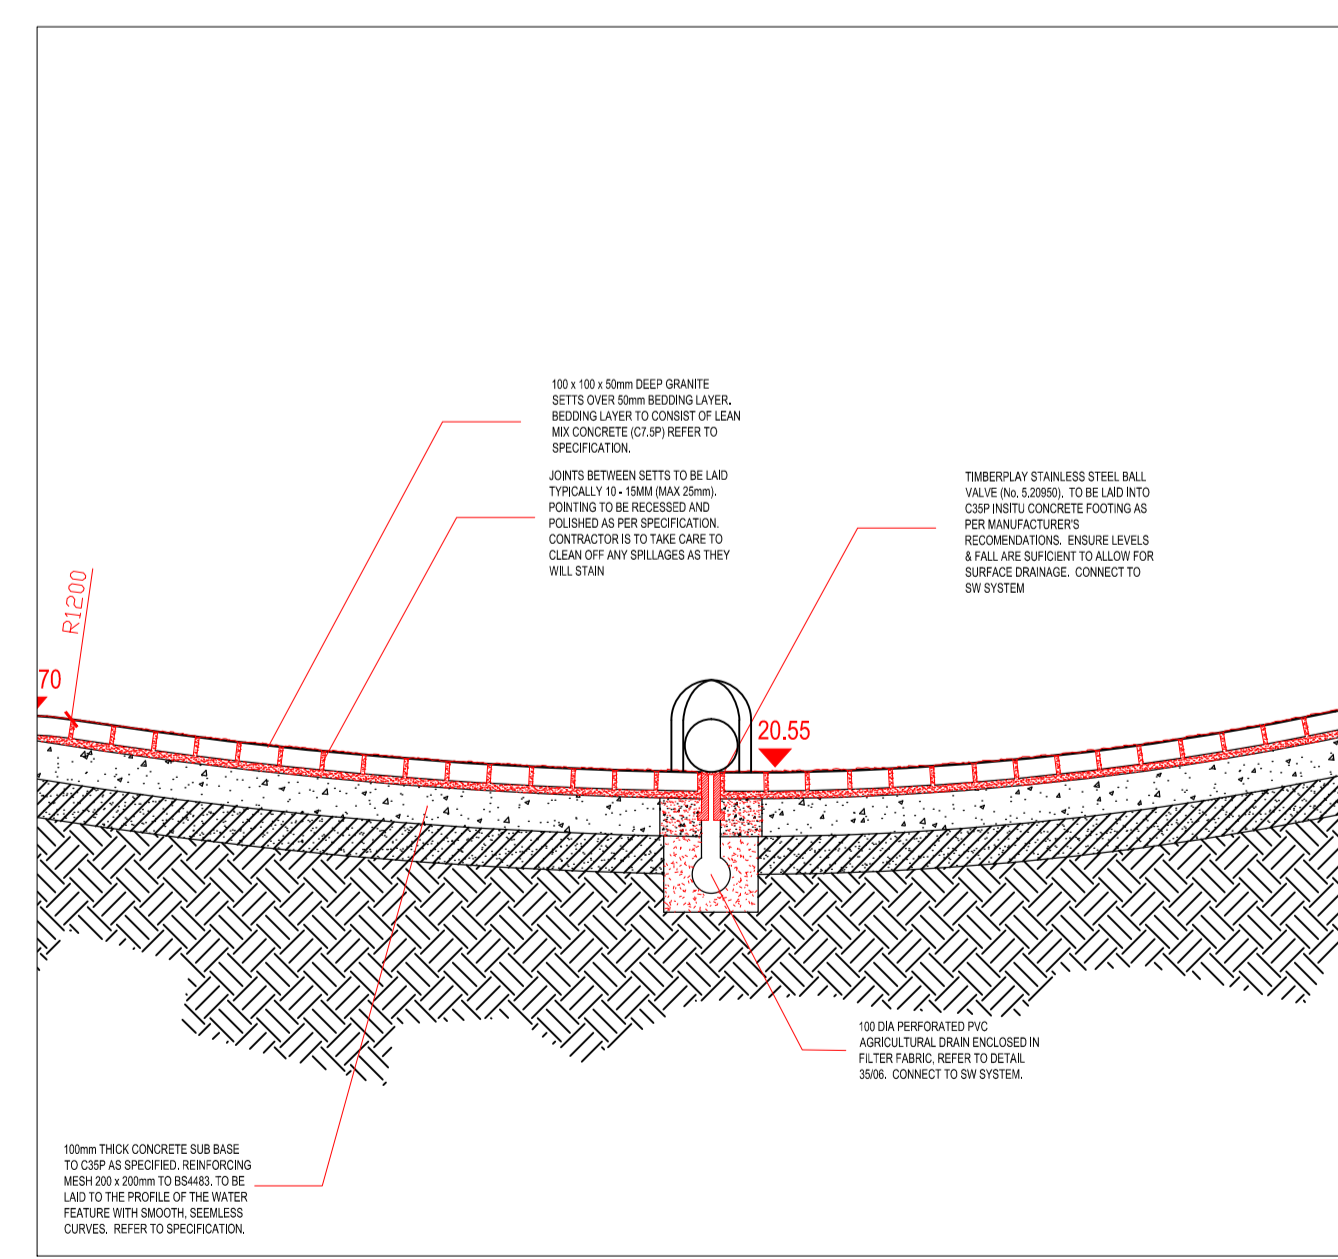 100 x 100 x 50mm DEEP GRANITE
SETTS OVER 50mm BEDDING LAYER.
BEDDING LAYER TO CONSIST OF LEAN
MIX CONCRETE (C7.5P) REFER TO
SPECIFICATION.
JOINTS BETWEEN SETTS TO BE LAID
TYPICALLY 10 - 15MM (MAX 25mm).
POINTING TO BE RECESSED AND
POLISHED AS PER SPECIFICATION.
CONTRACTOR IS TO TAKE CARE TO
CLEAN OFF ANY SPILLAGES AS THEY
WILL STAIN
TIMBERPLAY STAINLESS STEEL BALL
VALVE (No. 5.20950). TO BE LAID INTO
C35P INSITU CONCRETE FOOTING AS
PER MANUFACTURER'S
RECOMENDATIONS. ENSURE LEVELS
& FALL ARE SUFICIENT TO ALLOW FOR
SURFACE DRAINAGE. CONNECT TO
SW SYSTEM
R1200
70
20.55
100 DIA PERFORATED PVC
AGRICULTURAL DRAIN ENCLOSED IN
FILTER FABRIC, REFER TO DETAIL
35/06. CONNECT TO SW SYSTEM.
100mm THICK CONCRETE SUB BASE
TO C35P AS SPECIFIED. REINFORCING
MESH 200 x 200mm TO BS4483. TO BE
LAID TO THE PROFILE OF THE WATER
FEATURE WITH SMOOTH, SEEMLESS
CURVES. REFER TO SPECIFICATION.